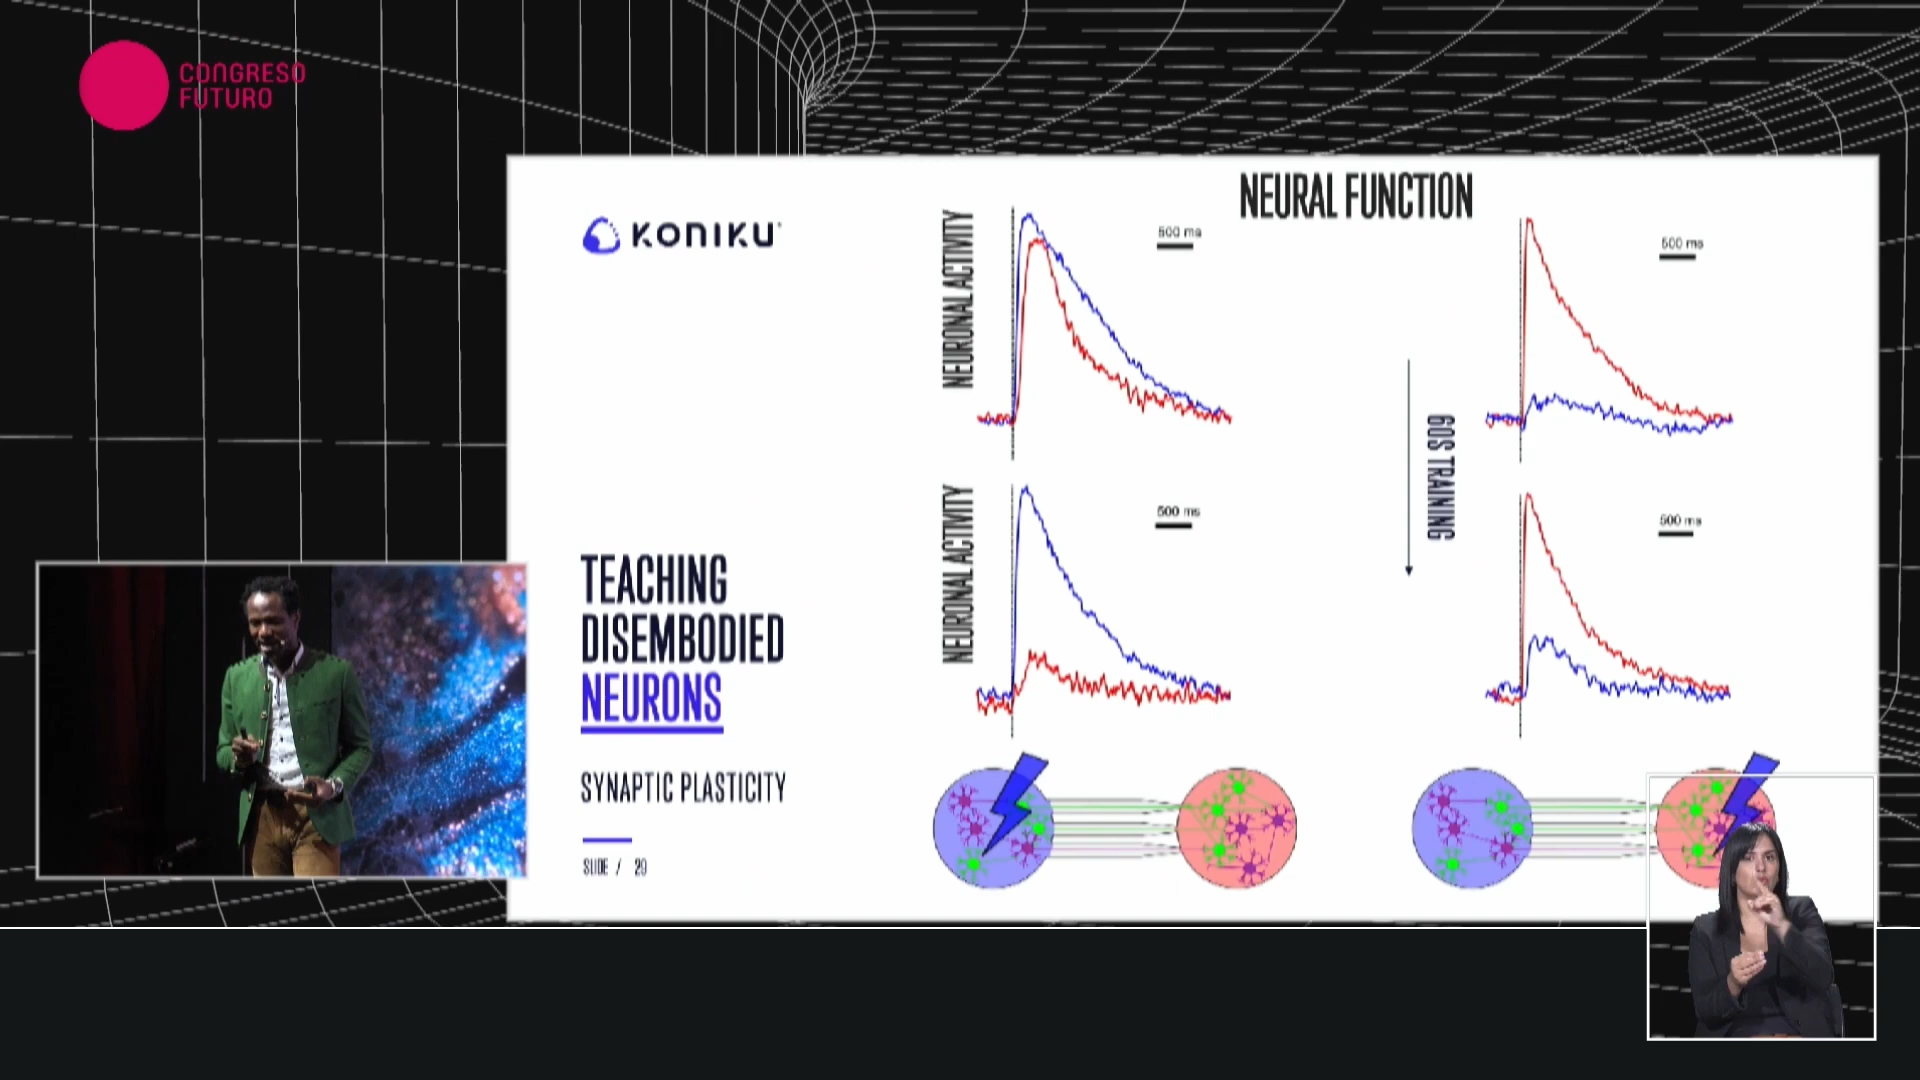 CONGRESO
FUTURO
KONIKU
NEURAL FUNCTION
NEURONAL ACTIVITY
500 ms
500 ms
60S TRAINING
NEURONAL ACTIVITY
500 ms
500 ms
TEACHING
DISEMBODIED
NEURONS
SYNAPTIC PLASTICITY
SLIDE / 29